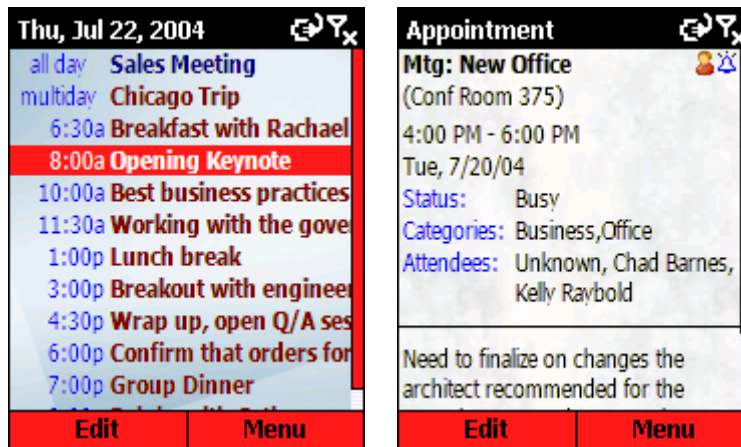 Thu, Jul 22, 2004
all day Sales Meeting
multiday Chicago Trip
6:30a Breakfast with Rachael
8:00a Opening Keynote
10:00a Best business practices
11:30a Working with the gove
1:00p Lunch break
3:00p Breakout with engineer
4:30p Wrap up, open Q/A ses
6:00p Confirm that orders for
7:00p Group Dinner
Edit Menu
Appointment
Mtg: New Office
(Conf Room 375)
4:00 PM - 6:00 PM
Tue, 7/20/04
Status: Busy
Categories: Business,Office
Attendees: Unknown, Chad Barnes,
Kelly Raybold
Need to finalize on changes the
architect recommended for the
Edit Menu